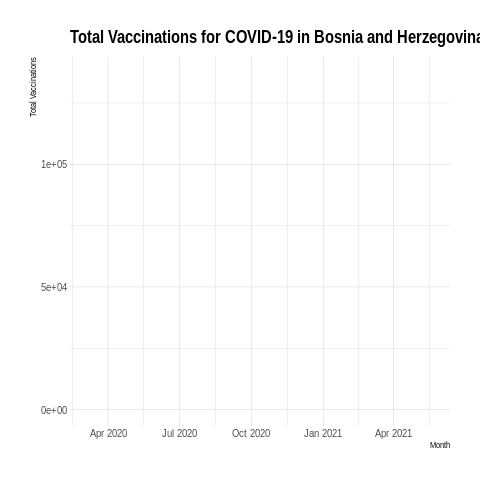 Total Vaccinations for COVID-19 in Bosnia and Herzegovina
Total Vaccinations
1e+05
5e+04
0e+00
Apr 2020 Jul 2020 Oct 2020 Jan 2021 Apr 2021
Month